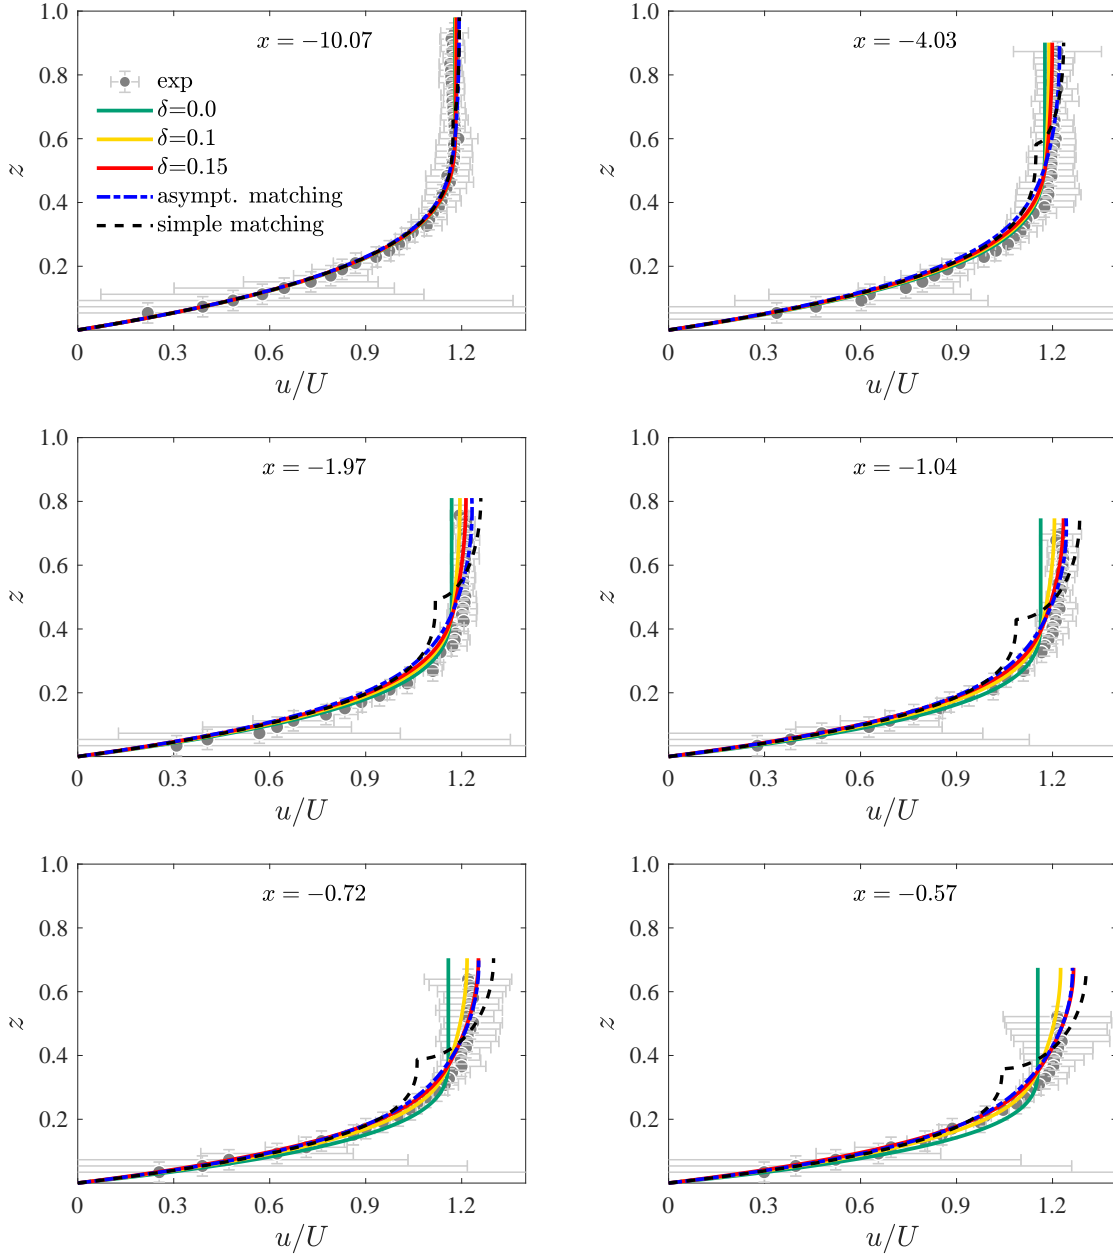 x = −10.07
exp
δ=0.0
δ=0.1
δ=0.15
asympt. matching
simple matching
1.0
0.8
0.6
0.4
0.2
z
0 0.3 0.6 0.9 1.2
u/U
x = −4.03
1.0
0.8
0.6
0.4
0.2
z
0 0.3 0.6 0.9 1.2
u/U
x = −1.97
1.0
0.8
0.6
0.4
0.2
z
0 0.3 0.6 0.9 1.2
u/U
x = −1.04
1.0
0.8
0.6
0.4
0.2
z
0 0.3 0.6 0.9 1.2
u/U
x = −0.72
1.0
0.8
0.6
0.4
0.2
z
0 0.3 0.6 0.9 1.2
u/U
x = −0.57
1.0
0.8
0.6
0.4
0.2
z
0 0.3 0.6 0.9 1.2
u/U